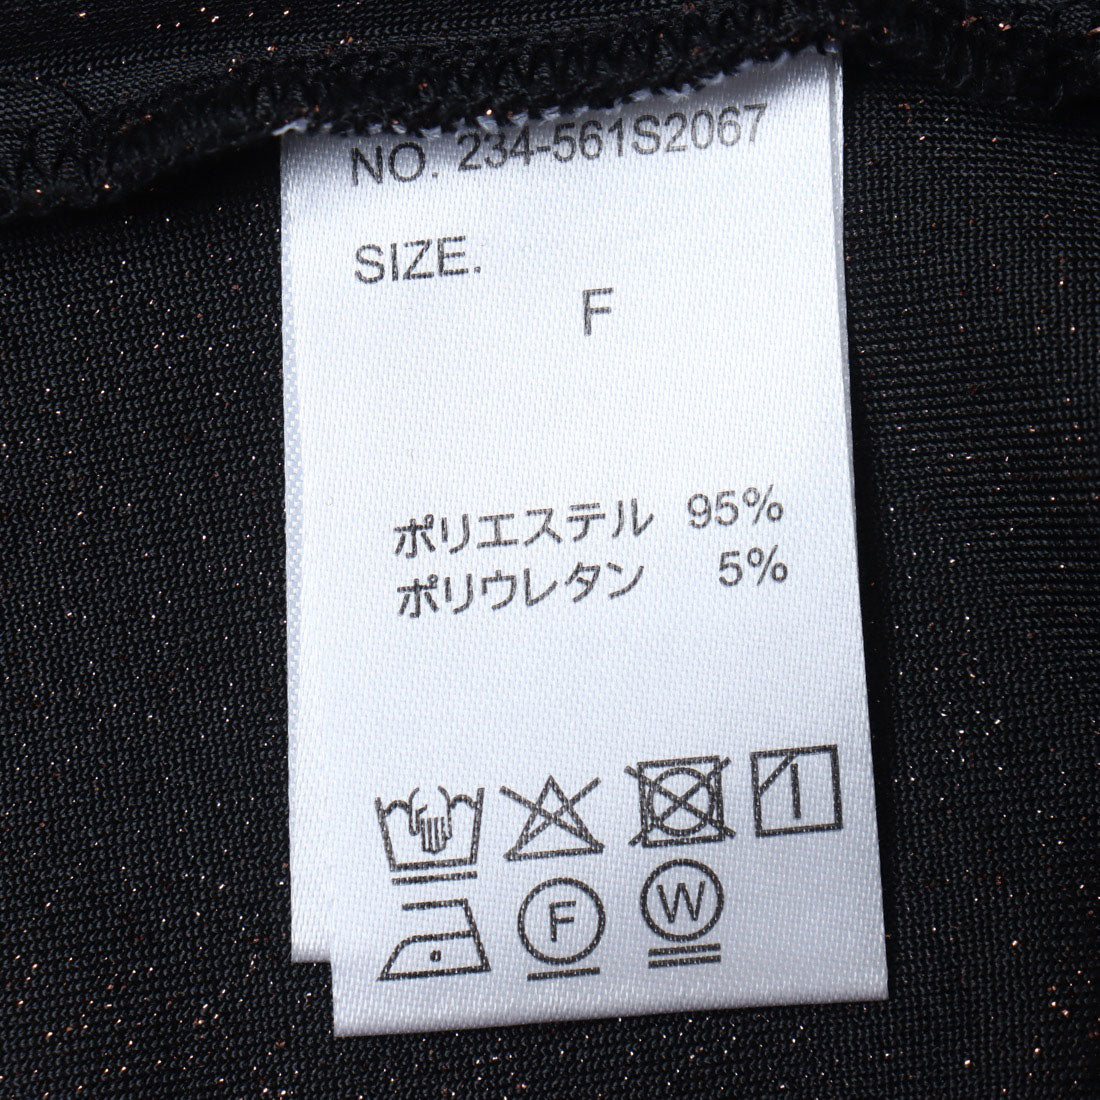 NO. 234-561S2067
SIZE.
F
ポリエステル 95%
ポリウレタン 5%
F
W